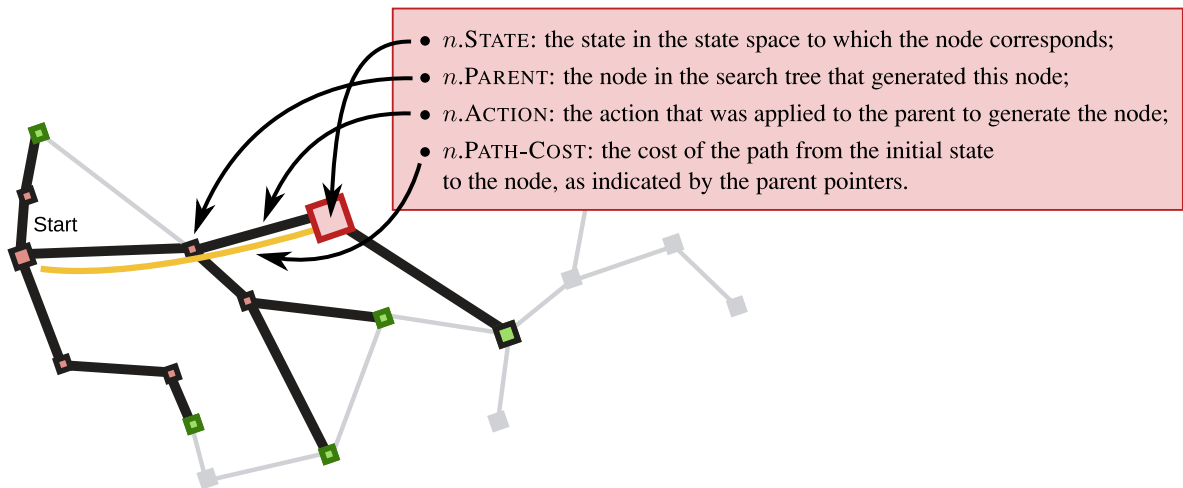 • n.STATE: the state in the state space to which the node corresponds;
• n.PARENT: the node in the search tree that generated this node;
• n.ACTION: the action that was applied to the parent to generate the node;
• n.PATH-COST: the cost of the path from the initial state
to the node, as indicated by the parent pointers.
Start